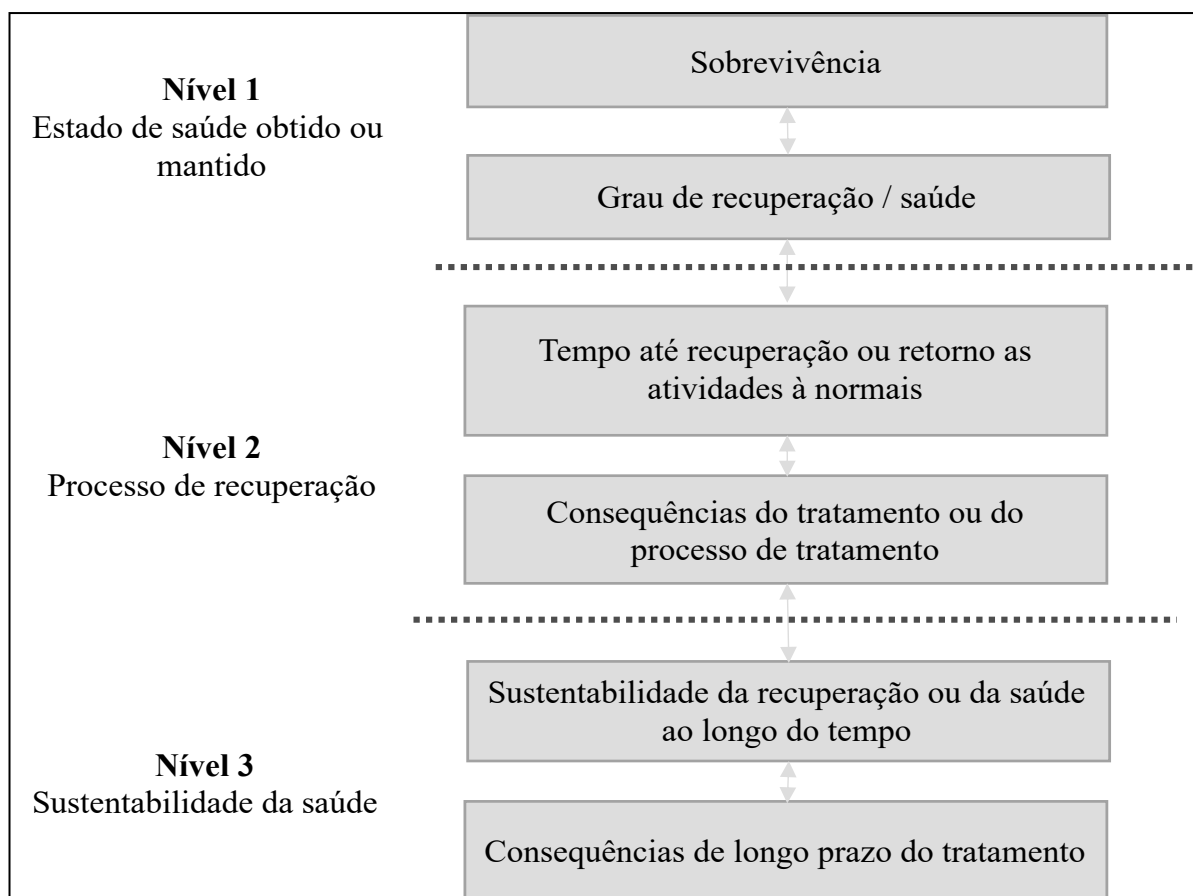 Nível 1
Estado de saúde obtido ou
mantido
Sobrevivência
Grau de recuperação / saúde
Nível 2
Processo de recuperação
Tempo até recuperação ou retorno as
atividades à normais
Consequências do tratamento ou do
processo de tratamento
Nível 3
Sustentabilidade da saúde
Sustentabilidade da recuperação ou da saúde
ao longo do tempo
Consequências de longo prazo do tratamento